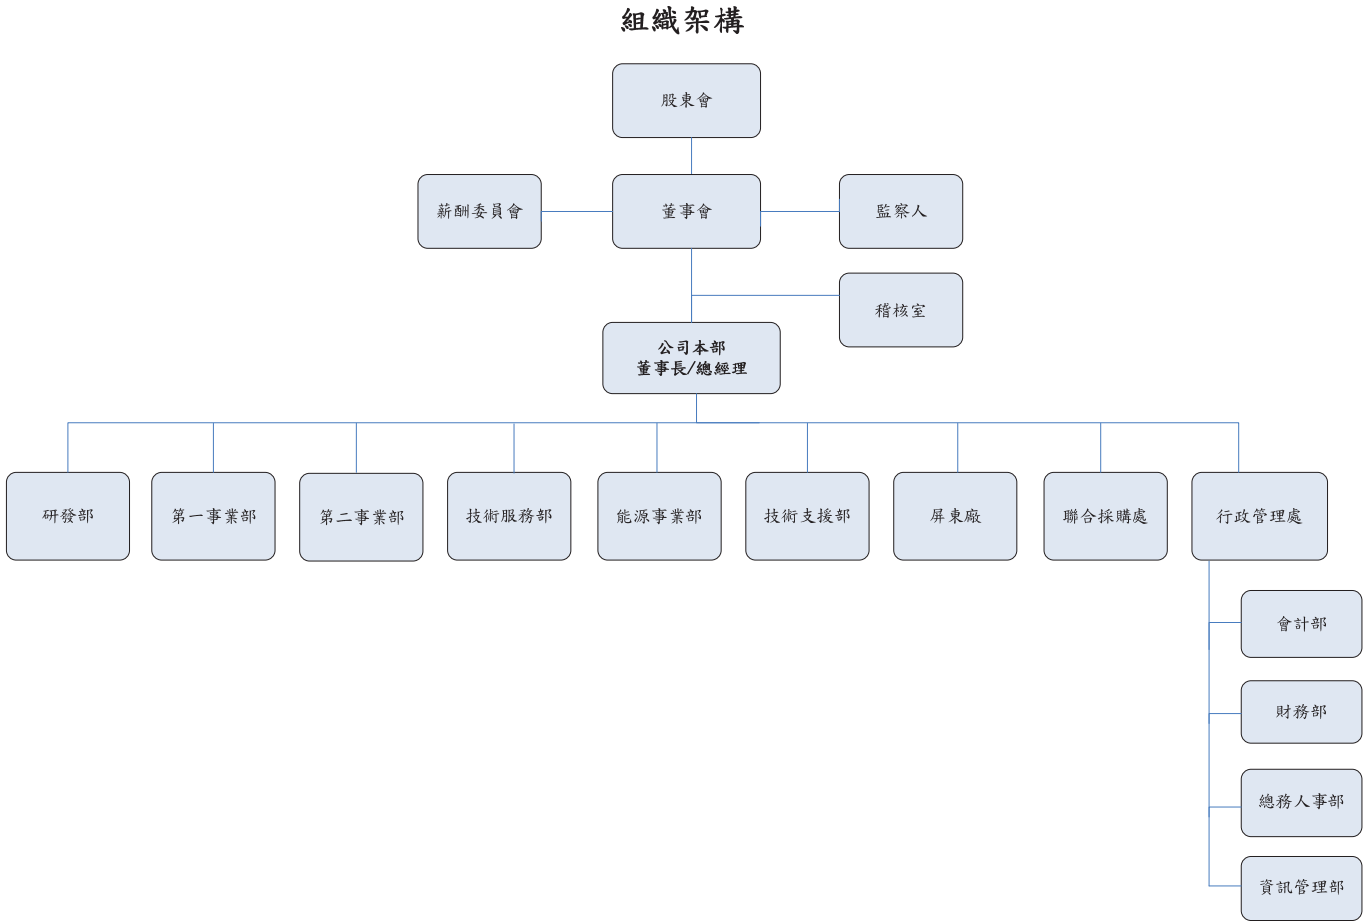 組織架構
股東會
薪酬委員會
董事會
監察人
稽核室
公司本部
董事長/總經理
研發部
第一事業部
第二事業部
技術服務部
能源事業部
技術支援部
屏東廠
聯合採購處
行政管理處
會計部
財務部
總務人事部
資訊管理部